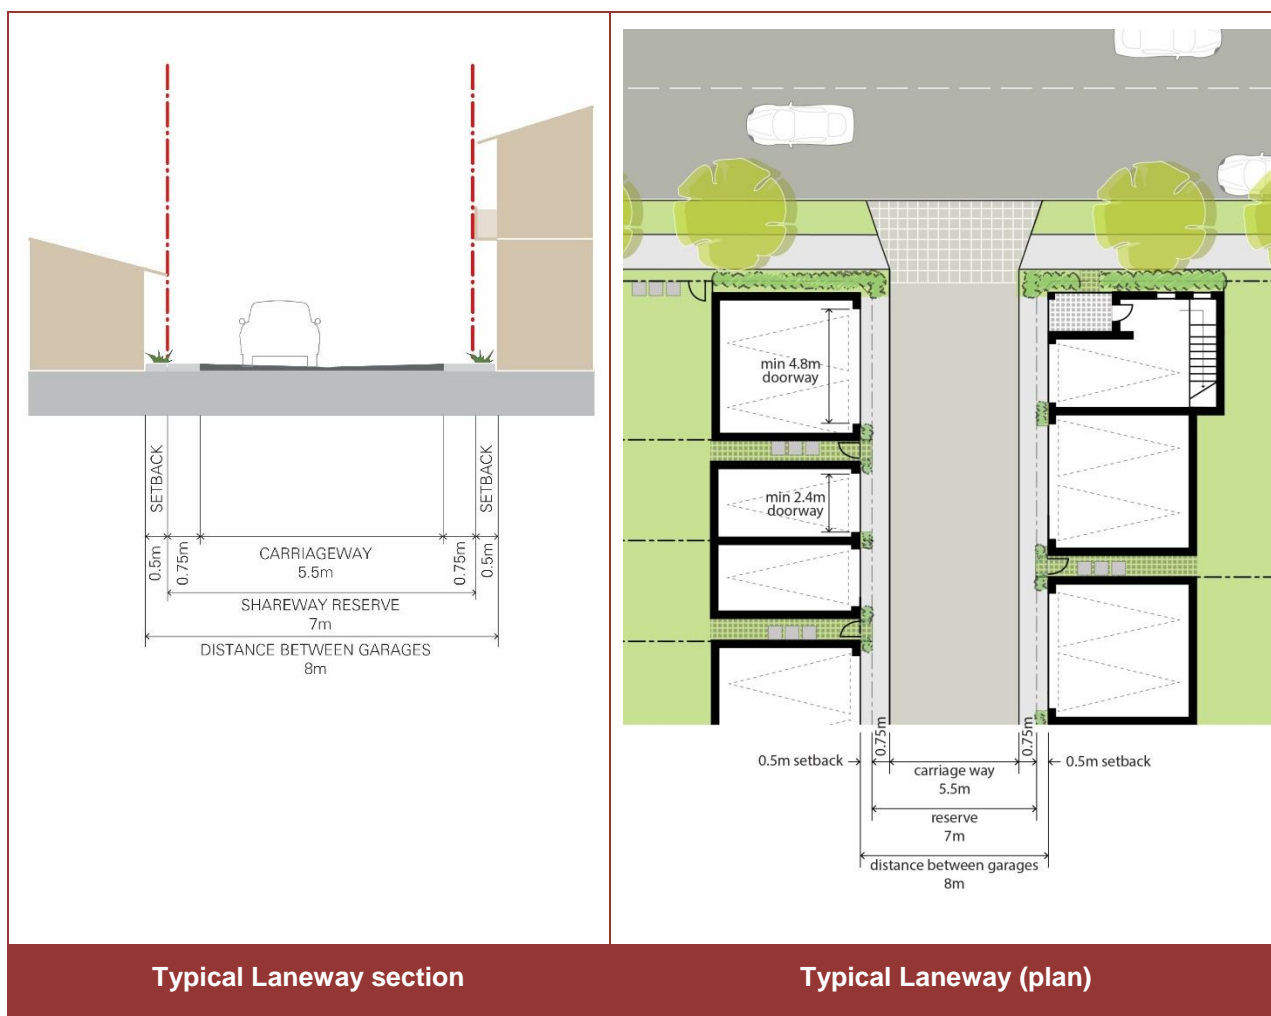 SETBACK
SETBACK
0.5m
0.75m
CARRIAGEWAY
5.5m
0.75m
0.5m
SHAREWAY RESERVE
7m
DISTANCE BETWEEN GARAGES
8m
min 4.8m
doorway
min 2.4m
doorway
0.75m
0.75m
0.5m setback
carriage way
5.5m
0.5m setback
reserve
7m
distance between garages
8m
Typical Laneway section
Typical Laneway (plan)